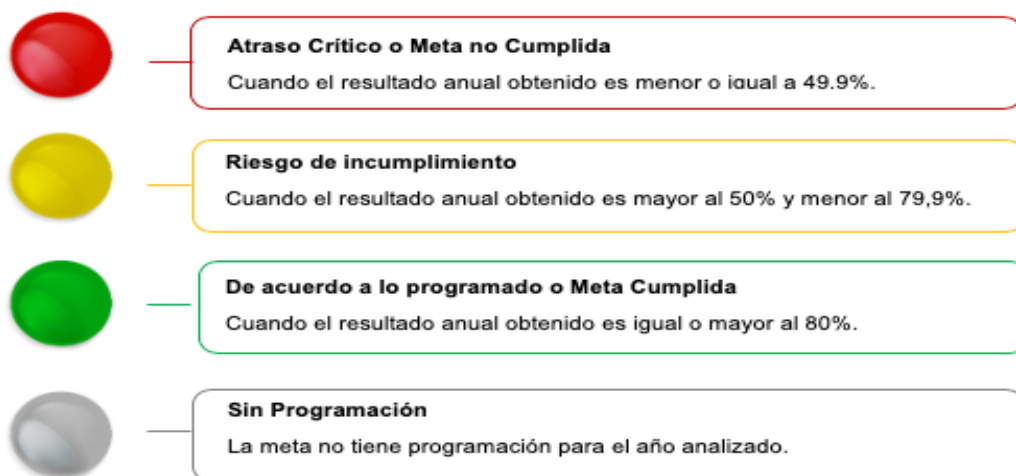 Atraso Crítico o Meta no Cumplida
Cuando el resultado anual obtenido es menor o igual a 49.9%.
Riesgo de incumplimiento
Cuando el resultado anual obtenido es mayor al 50% y menor al 79,9%.
De acuerdo a lo programado o Meta Cumplida
Cuando el resultado anual obtenido es igual o mayor al 80%.
Sin Programación
La meta no tiene programación para el año analizado.